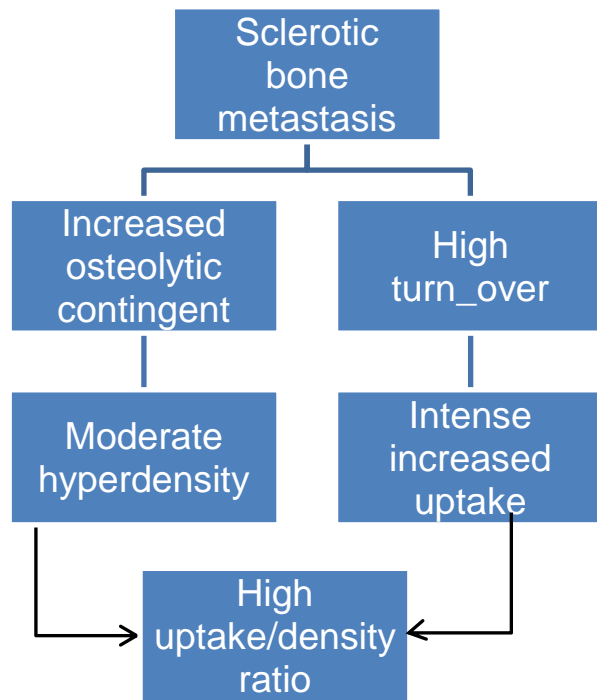 Sclerotic
bone
metastasis
Increased
osteolytic
contingent
High
turn_over
Moderate
hyperdensity
Intense
increased
uptake
High
uptake/density
ratio